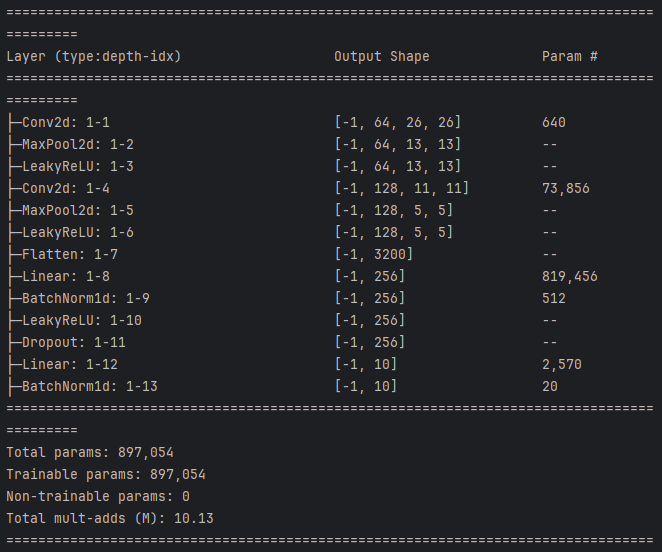 =================================================================================
=========
Layer (type:depth-idx) Output Shape Param #
=================================================================================
=========
├─Conv2d: 1-1 [-1, 64, 26, 26] 640
├─MaxPool2d: 1-2 [-1, 64, 13, 13] --
├─LeakyReLU: 1-3 [-1, 64, 13, 13] --
├─Conv2d: 1-4 [-1, 128, 11, 11] 73,856
├─MaxPool2d: 1-5 [-1, 128, 5, 5] --
├─LeakyReLU: 1-6 [-1, 128, 5, 5] --
├─Flatten: 1-7 [-1, 3200] --
├─Linear: 1-8 [-1, 256] 819,456
├─BatchNorm1d: 1-9 [-1, 256] 512
├─LeakyReLU: 1-10 [-1, 256] --
├─Dropout: 1-11 [-1, 256] --
├─Linear: 1-12 [-1, 10] 2,570
├─BatchNorm1d: 1-13 [-1, 10] 20
=================================================================================
=========
Total params: 897,054
Trainable params: 897,054
Non-trainable params: 0
Total mult-adds (M): 10.13
=================================================================================